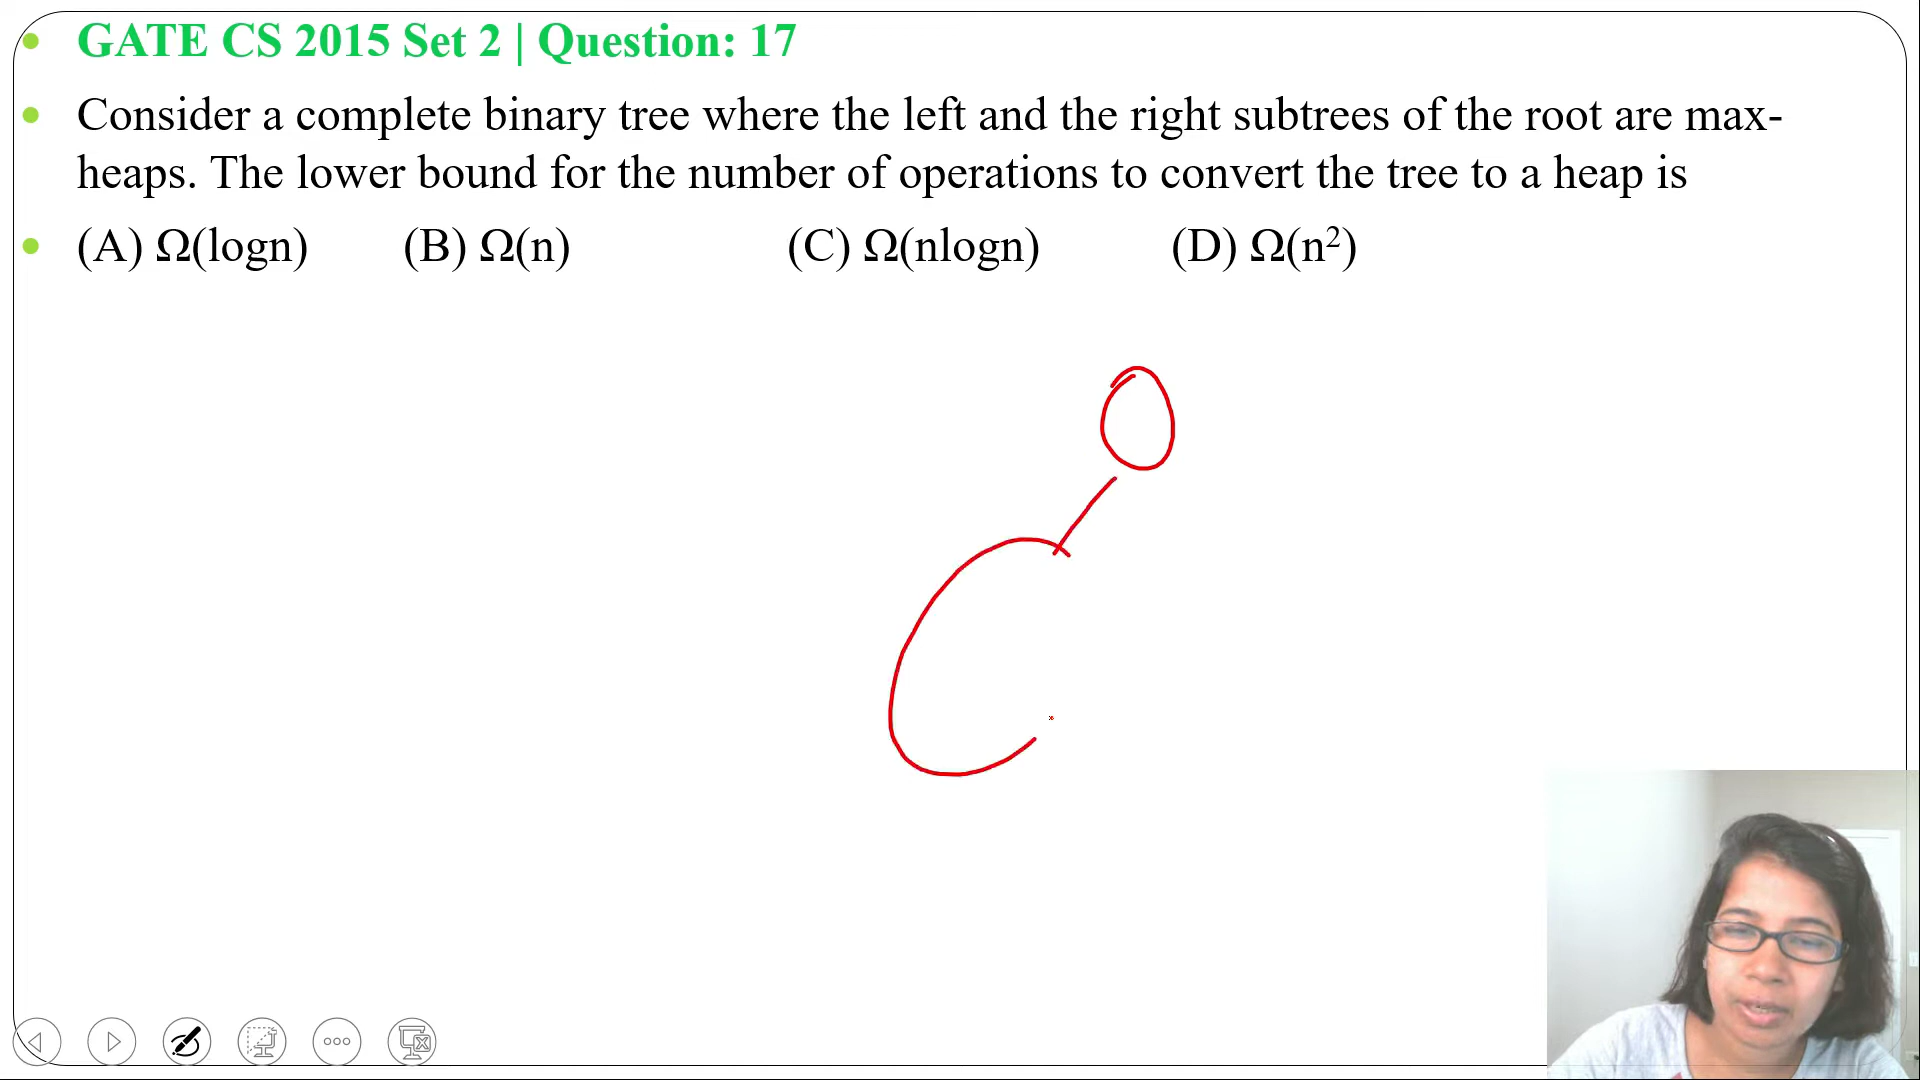 GATE CS 2015 Set 2 | Question: 17
Consider a complete binary tree where the left and the right subtrees of the root are max-
heaps. The lower bound for the number of operations to convert the tree to a heap is
(A) Ω(logn) (B) Ω(n) (C) Ω(nlogn) (D) Ω(n²)